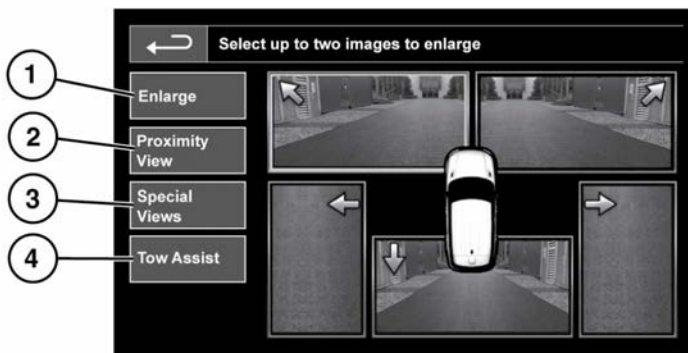 Select up to two images to enlarge
1
Enlarge
2
Proximity
View
3
Special
Views
4
Tow Assist